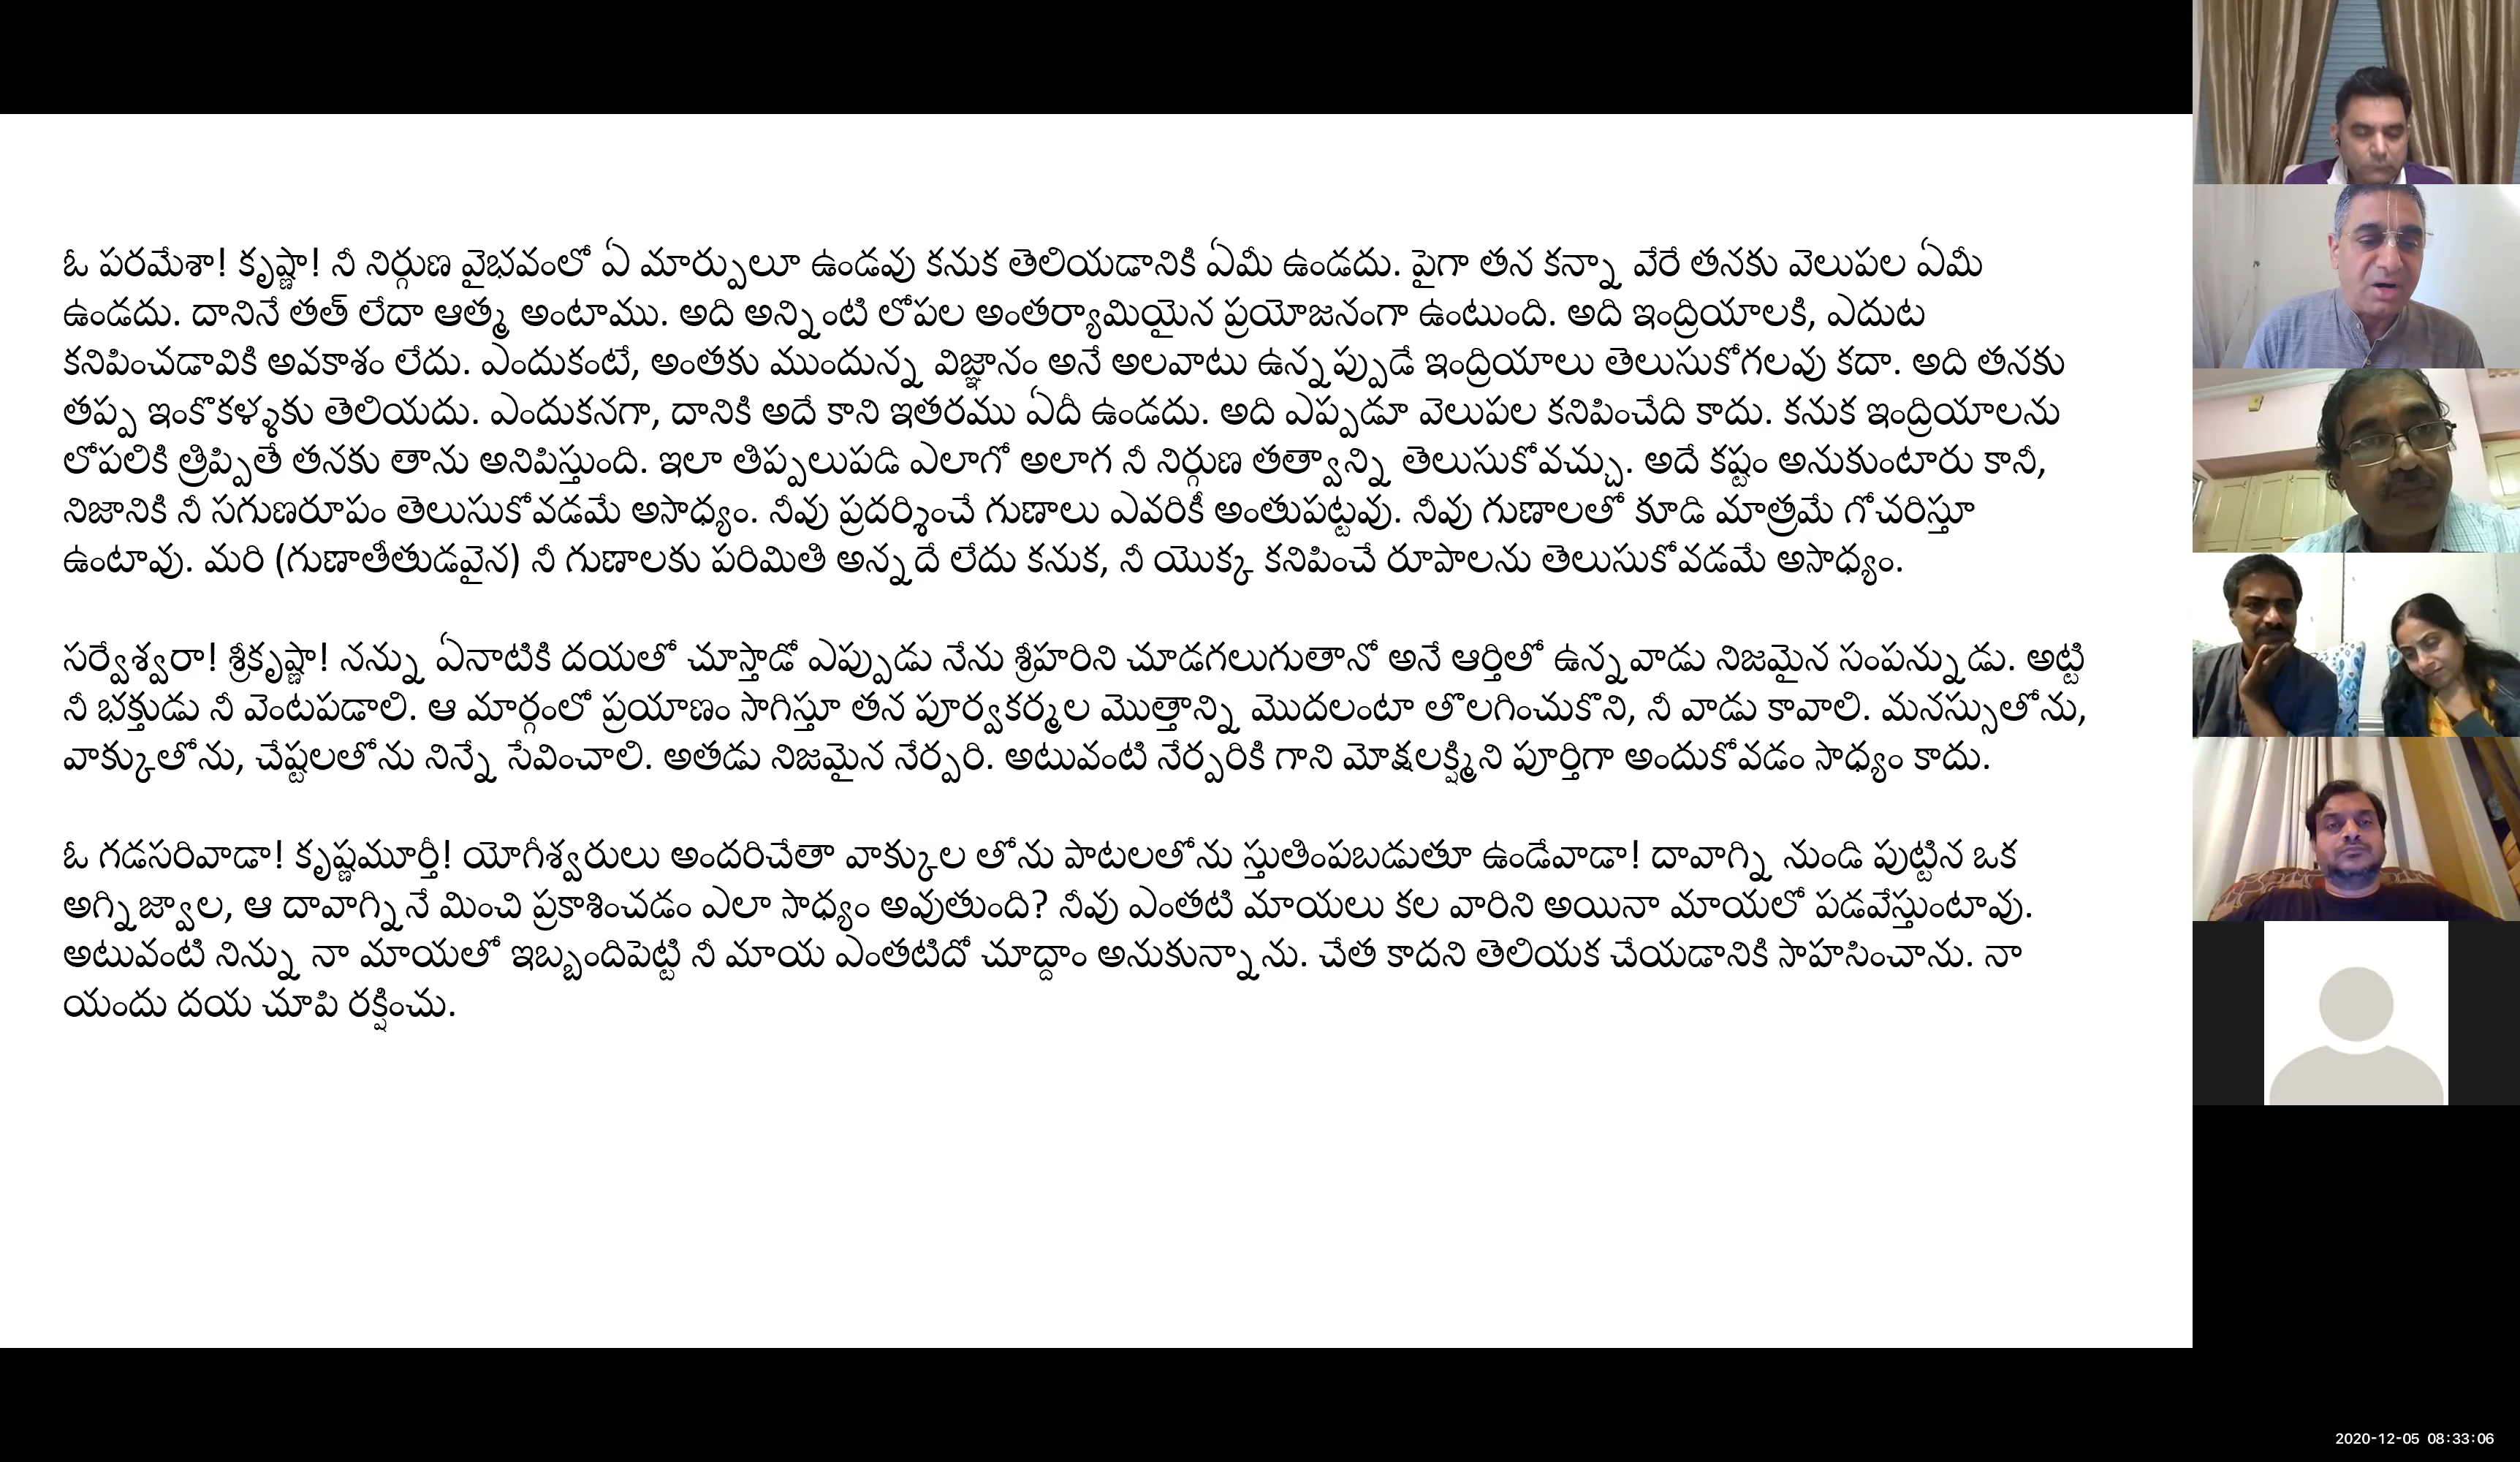 ఓ పరమేశా! కృష్ణా! నీ నిర్గుణ వైభవంలో ఏ మార్పులూ ఉండవు కనుక తెలియడానికి ఏమీ ఉండదు. పైగా తన కన్నా వేరే తనకు వెలుపల ఏమీ
ఉండదు. దానినే తత్ లేదా ఆత్మ అంటాము. అది అన్నింటి లోపల అంతర్యామియైన ప్రయోజనంగా ఉంటుంది. అది ఇంద్రియాలకి, ఎదుట
కనిపించడావికి అవకాశం లేదు. ఎందుకంటే, అంతకు ముందున్న విజ్ఞానం అనే అలవాటు ఉన్నప్పుడే ఇంద్రియాలు తెలుసుకోగలవు కదా. అది తనకు
తప్ప ఇంకొకళ్ళకు తెలియదు. ఎందుకనగా, దానికి అదే కాని ఇతరము ఏదీ ఉండదు. అది ఎప్పడూ వెలుపల కనిపించేది కాదు. కనుక ఇంద్రియాలను
లోపలికి త్రిప్పితే తనకు తాను అనిపిస్తుంది. ఇలా తిప్పలుపడి ఎలాగో అలాగ నీ నిర్గుణ తత్వాన్ని తెలుసుకోవచ్చు. అదే కష్టం అనుకుంటారు కానీ,
నిజానికి నీ సగుణరూపం తెలుసుకోవడమే అసాధ్యం. నీవు ప్రదర్శించే గుణాలు ఎవరికీ అంతుపట్టవు. నీవు గుణాలతో కూడి మాత్రమే గోచరిస్తూ
ఉంటావు. మరి (గుణాతీతుడవైన) నీ గుణాలకు పరిమితి అన్నదే లేదు కనుక, నీ యొక్క కనిపించే రూపాలను తెలుసుకోవడమే అసాధ్యం.
సర్వేశ్వరా! శ్రీకృష్ణా! నన్ను ఏనాటికి దయతో చూస్తాడో ఎప్పుడు నేను శ్రీహరిని చూడగలుగుతానో అనే ఆర్తితో ఉన్నవాడు నిజమైన సంపన్నుడు. అట్టి
నీ భక్తుడు నీ వెంటపడాలి. ఆ మార్గంలో ప్రయాణం సాగిస్తూ తన పూర్వకర్మల మొత్తాన్ని మొదలంటా తొలగించుకొని, నీ వాడు కావాలి. మనస్సుతోను,
వాక్కుతోను, చేష్టలతోను నిన్నే సేవించాలి. అతడు నిజమైన నేర్పరి. అటువంటి నేర్పరికి గాని మోక్షలక్ష్మిని పూర్తిగా అందుకోవడం సాధ్యం కాదు.
ఓ గడసరివాడా! కృష్ణమూర్తీ! యోగీశ్వరులు అందరిచేతా వాక్కుల తోను పాటలతోను స్తుతింపబడుతూ ఉండేవాడా! దావాగ్ని నుండి పుట్టిన ఒక
అగ్నిజ్వాల, ఆ దావాగ్నినే మించి ప్రకాశించడం ఎలా సాధ్యం అవుతుంది? నీవు ఎంతటి మాయలు కల వారిని అయినా మాయలో పడవేస్తుంటావు.
అటువంటి నిన్ను నా మాయతో ఇబ్బందిపెట్టి నీ మాయ ఎంతటిదో చూద్దాం అనుకున్నాను. చేత కాదని తెలియక చేయడానికి సాహసించాను. నా
యందు దయ చూపి రక్షించు.
2020-12-05 08:33:06